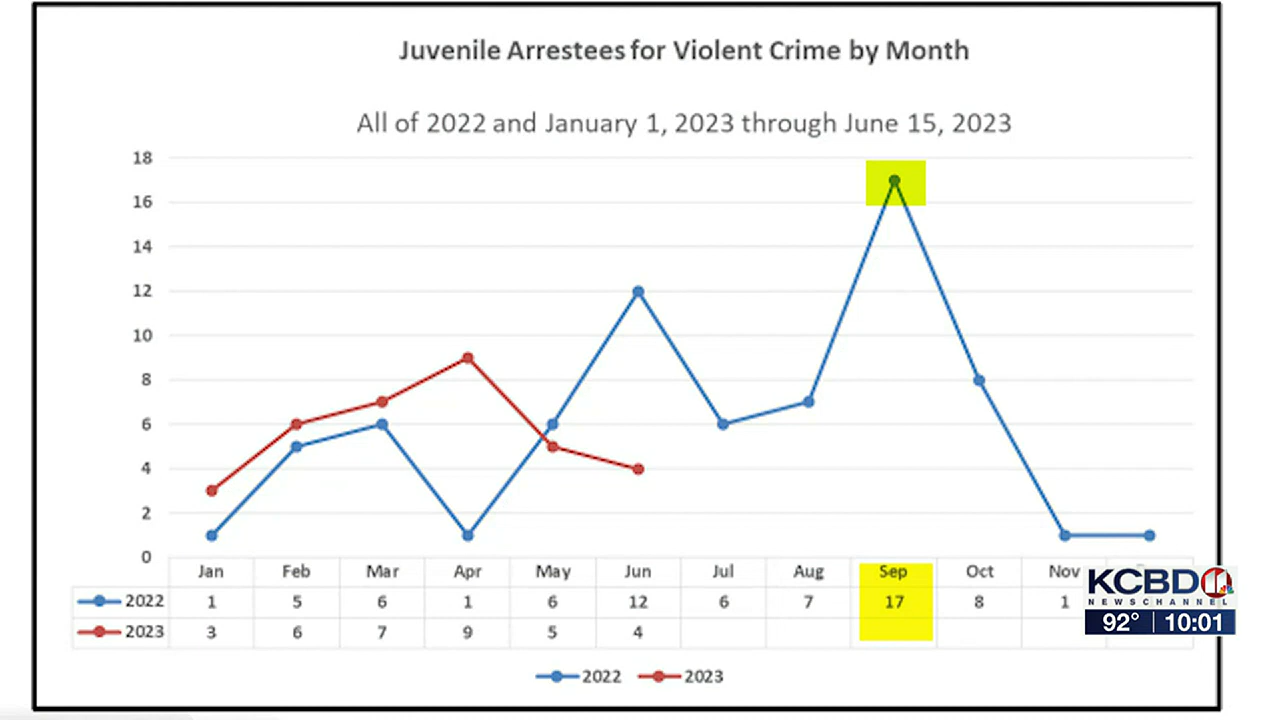 Juvenile Arrestees for Violent Crime by Month
All of 2022 and January 1, 2023 through June 15, 2023
18
16
14
12
10
8
6
4
2
0
Jan Feb Mar Apr May Jun Jul Aug Sep Oct Nov
2022 1 5 6 1 6 12 6 7 17 8 1
2023 3 6 7 9 5 4
KCBD 11
NEWSCHANNEL
92° 10:01
2022 2023